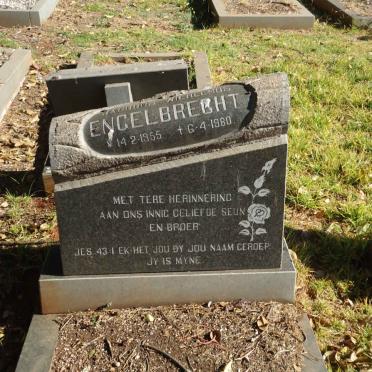 ENGELBRECHT
14-2-1955 +6-4-1980
MET TERE HERINNERING
AAN ONS INNIG GELIEFDE SEUN
EN BROER
JES. 43:1 EK HET JOU BY JOU NAAM GEROEP
JY IS MYNE